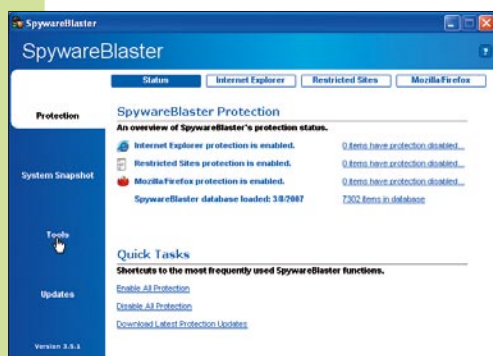 SpywareBlaster
SpywareBlaster
?
Status Internet Explorer Restricted Sites Mozilla/Firefox
Protection
System Snapshot
Tools
Updates
Version 3.5.1
SpywareBlaster Protection
An overview of SpywareBlaster's protection status.
Internet Explorer protection is enabled. 0 items have protection disabled...
Restricted Sites protection is enabled. 0 items have protection disabled...
Mozilla/Firefox protection is enabled. 0 items have protection disabled...
SpywareBlaster database loaded: 3/8/2007 7302 items in database
Quick Tasks
Shortcuts to the most frequently used SpywareBlaster functions.
Enable All Protection
Disable All Protection
Download Latest Protection Updates